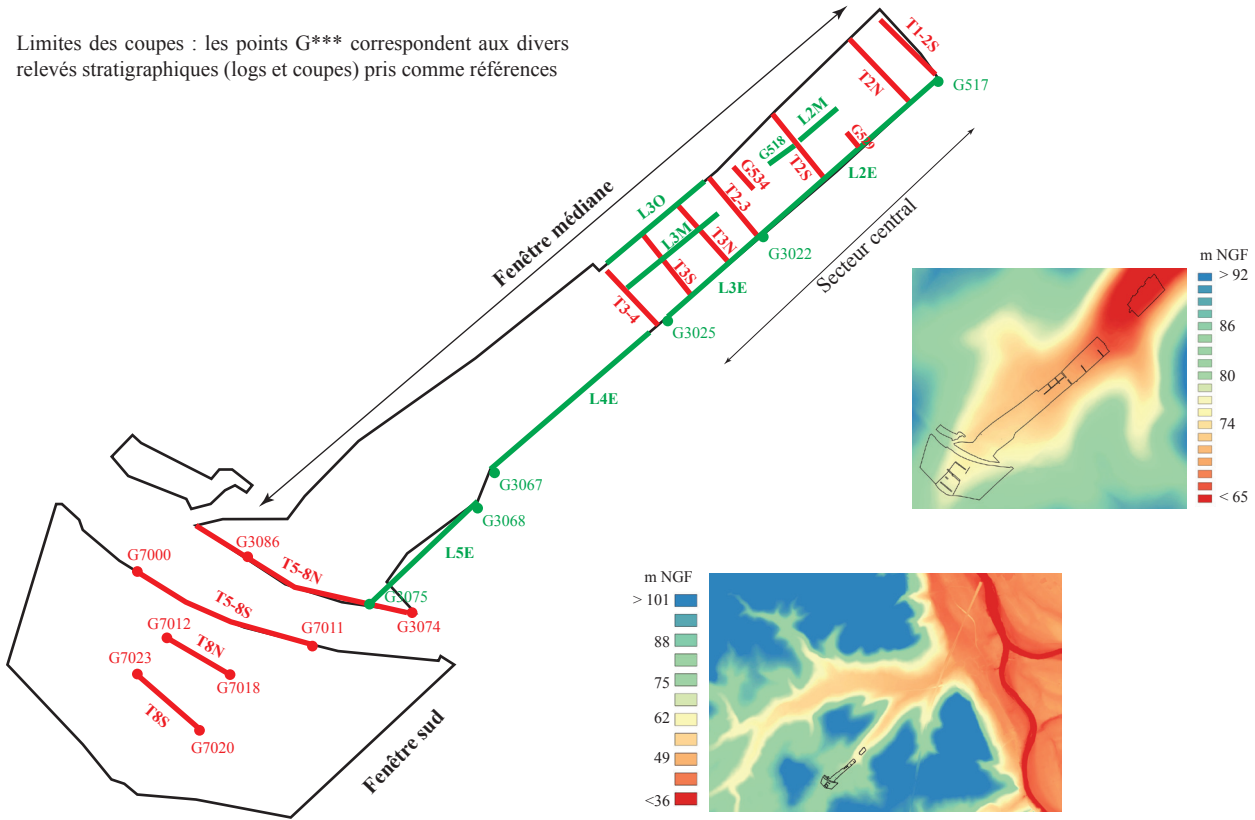 Limites des coupes : les points G*** correspondent aux divers
relevés stratigraphiques (logs et coupes) pris comme références
T1-2S
G517
T2N
L2M
G518
T2S
L2E
G534
T2-3
L3O
L3M
T3N
G3022
T3S
L3E
T3-4
G3025
Fenêtre médiane
Secteur central
L4E
G3067
G3068
L5E
G3086
T5-8N
G3075
G3074
G7000
T5-8S
G7011
G7012
T8N
G7018
G7023
T8S
G7020
Fenêtre sud
m NGF
> 92
86
80
74
< 65
m NGF
> 101
88
75
62
49
<36